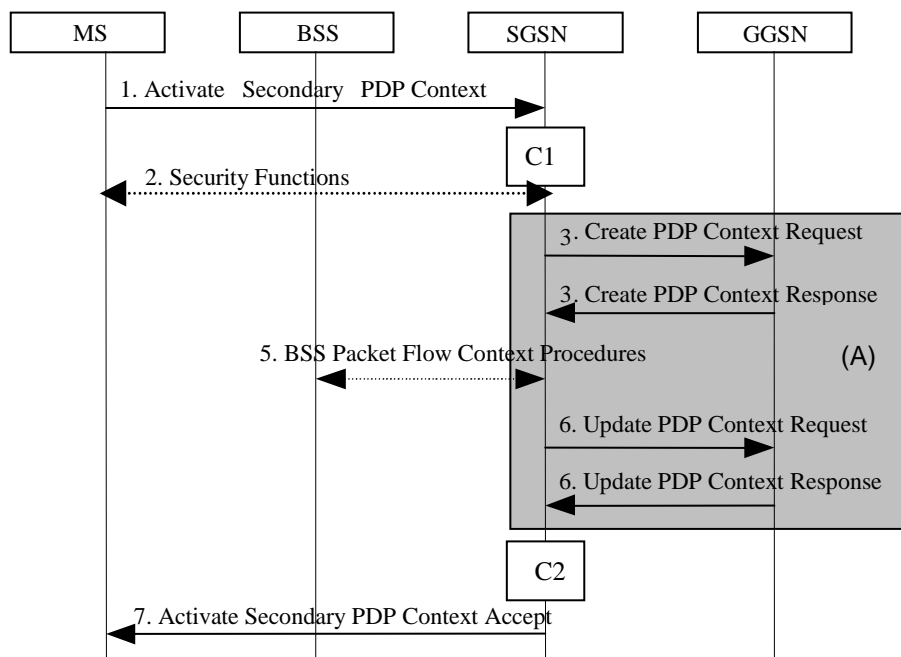 MS
BSS
SGSN
GGSN
1. Activate Secondary PDP Context
C1
2. Security Functions
3. Create PDP Context Request
3. Create PDP Context Response
5. BSS Packet Flow Context Procedures
(A)
6. Update PDP Context Request
6. Update PDP Context Response
C2
7. Activate Secondary PDP Context Accept